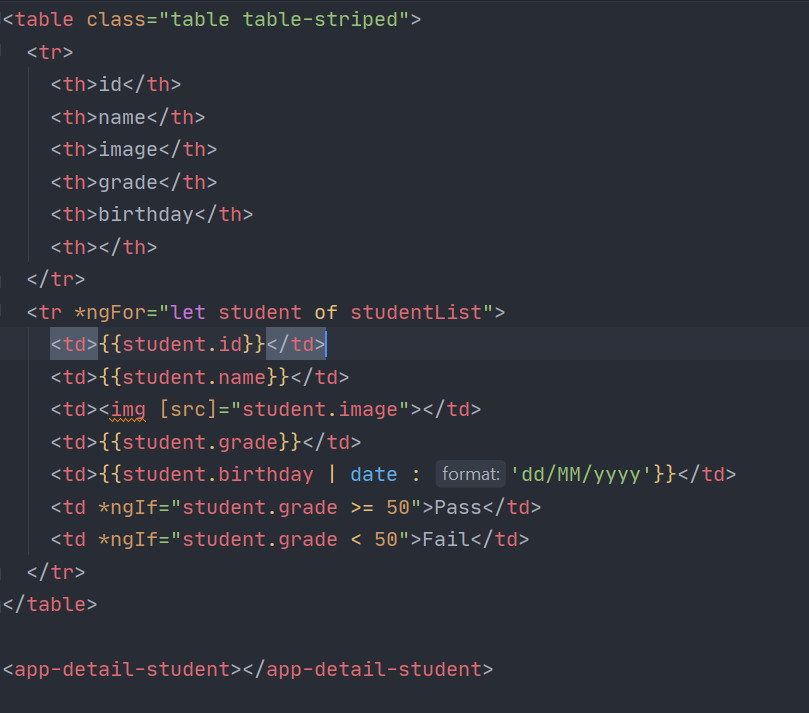 <table class="table table-striped">
<tr>
<th>id</th>
<th>name</th>
<th>image</th>
<th>grade</th>
<th>birthday</th>
<th></th>
</tr>
<tr *ngFor="let student of studentList">
<td>{{student.id}}</td>
<td>{{student.name}}</td>
<td><img [src]="student.image"></td>
<td>{{student.grade}}</td>
<td>{{student.birthday | date : format: 'dd/MM/yyyy'}}</td>
<td *ngIf="student.grade >= 50">Pass</td>
<td *ngIf="student.grade < 50">Fail</td>
</tr>
</table>
<app-detail-student></app-detail-student>